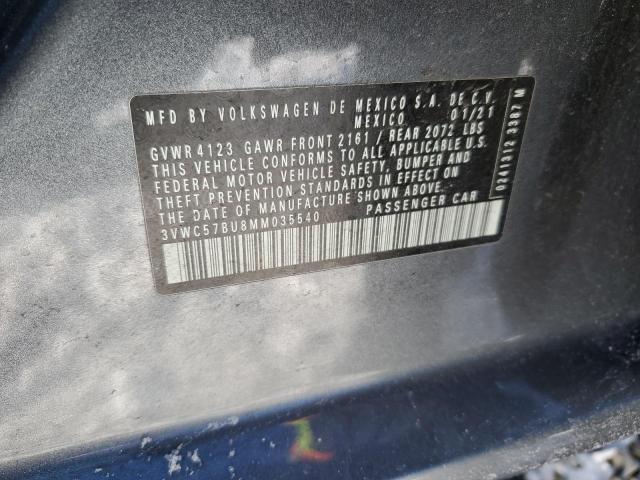 MFD BY VOLKSWAGEN DE MEXICO S.A. DE C.V.
MEXICO 01/21
GVWR 4123 GAWR FRONT 2161 / REAR 2072 LBS
THIS VEHICLE CONFORMS TO ALL APPLICABLE U.S.
FEDERAL MOTOR VEHICLE SAFETY, BUMPER AND
THEFT PREVENTION STANDARDS IN EFFECT ON
THE DATE OF MANUFACTURE SHOWN ABOVE.
3VWC57BU8MM035540 PASSENGER CAR
0241312 3387 M